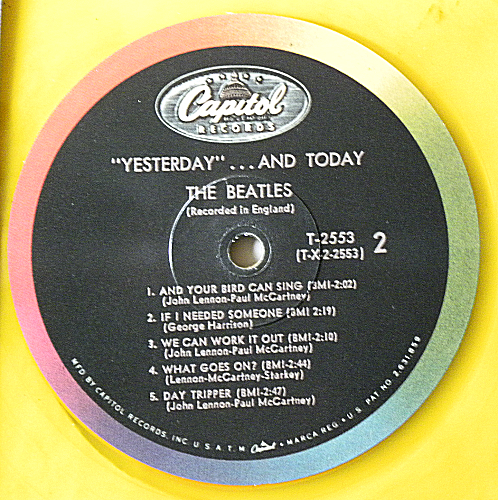 Capitol
RECORDS
"YESTERDAY" . . . AND TODAY
THE BEATLES
(Recorded in England)
T-2553
(T-X-2-2553)
2
1. AND YOUR BIRD CAN SING (BMI-2:02)
(John Lennon-Paul McCartney)
2. IF I NEEDED SOMEONE (BMI 2:19)
(George Harrison)
3. WE CAN WORK IT OUT (BMI-2:10)
(John Lennon-Paul McCartney)
4. WHAT GOES ON? (BMI-2:44)
(Lennon-McCartney-Starkey)
5. DAY TRIPPER (BMI-2:47)
(John Lennon-Paul McCartney)
MFD BY CAPITOL RECORDS, INC. U. S. A. T. M. Capitol • MARCA REG. • U. S. PAT. NO. 2,631,859